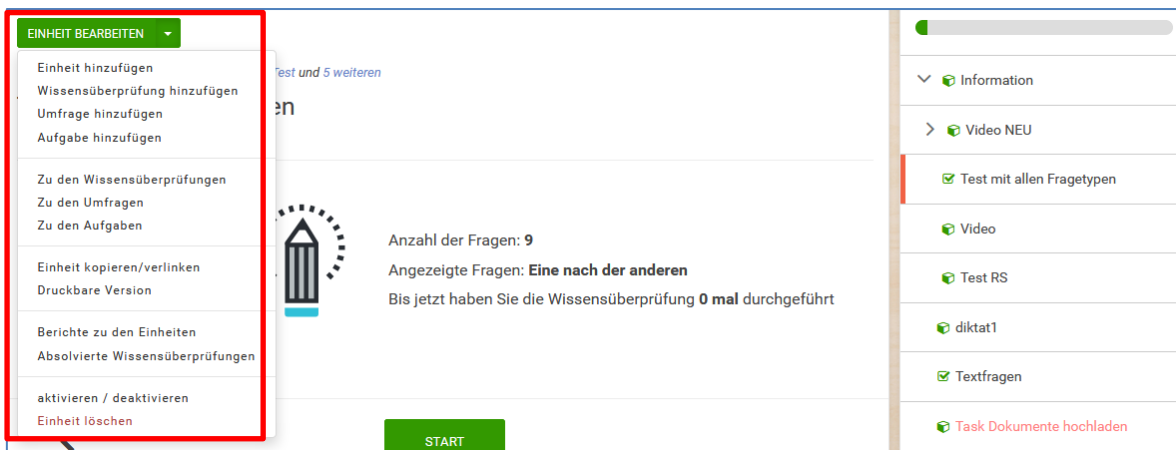 EINHEIT BEARBEITEN
Einheit hinzufügen
Wissensüberprüfung hinzufügen
Umfrage hinzufügen
Aufgabe hinzufügen
Zu den Wissensüberprüfungen
Zu den Umfragen
Zu den Aufgaben
Einheit kopieren/verlinken
Druckbare Version
Berichte zu den Einheiten
Absolvierte Wissensüberprüfungen
aktivieren / deaktivieren
Einheit löschen
Test und 5 weiteren
en
Anzahl der Fragen: 9
Angezeigte Fragen: Eine nach der anderen
Bis jetzt haben Sie die Wissensüberprüfung 0 mal durchgeführt
START
Information
Video NEU
Test mit allen Fragetypen
Video
Test RS
diktat1
Textfragen
Task Dokumente hochladen